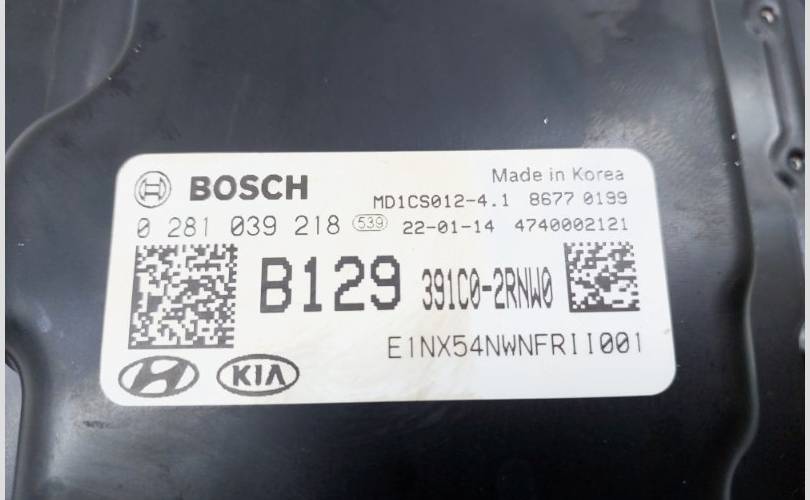 BOSCH
Made in Korea
MD1CS012-4.1 8677 0199
0 281 039 218 539 22-01-14 4740002121
B129 391C0-2RNW0
E1NX54NWNFRII001
KIA